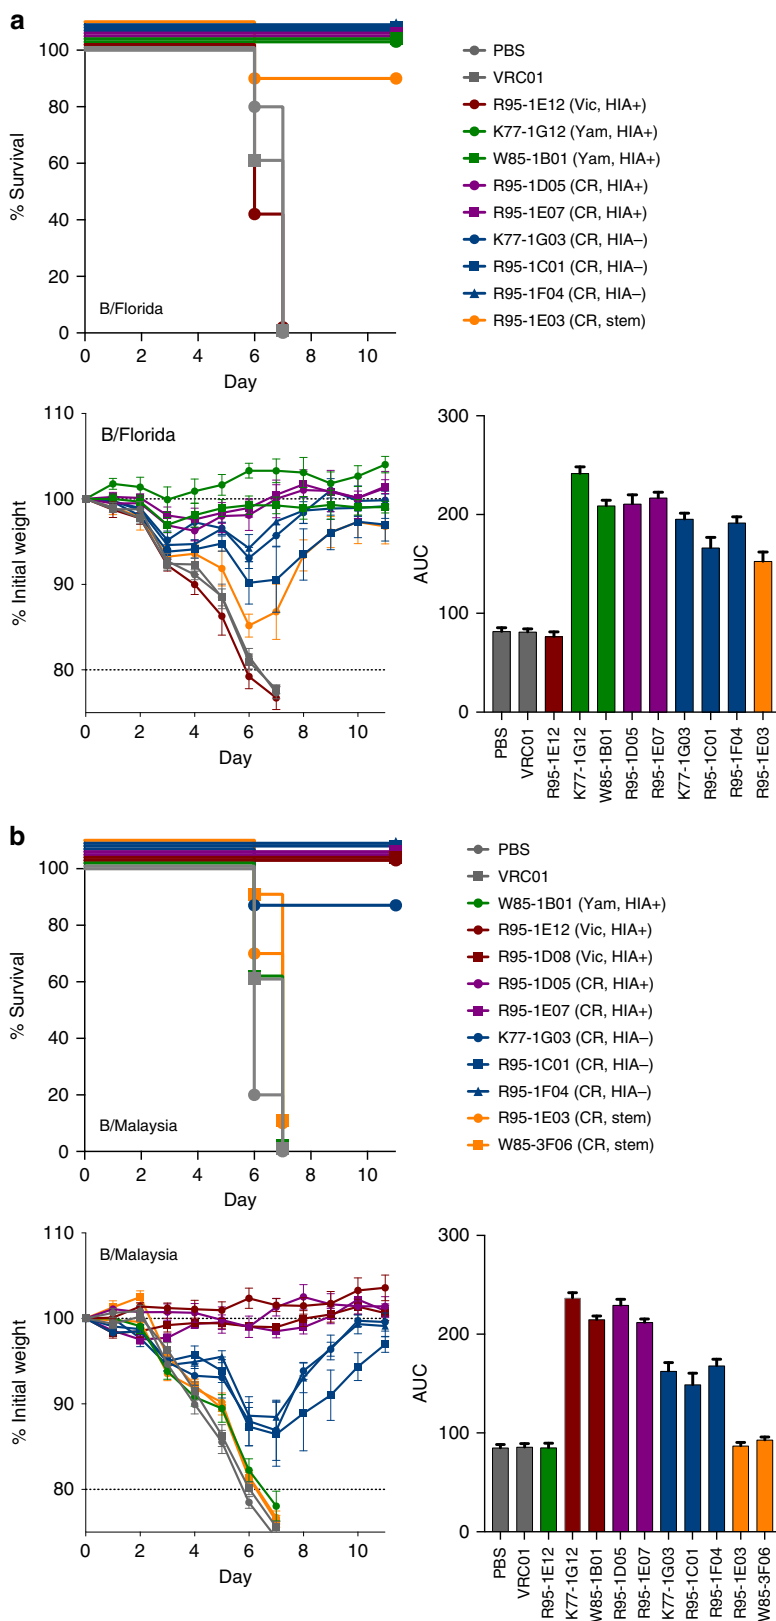 a
100
80
60
40
20
0
% Survival
B/Florida
0 2 4 6 8 10
Day
PBS
VRC01
R95-1E12 (Vic, HIA+)
K77-1G12 (Yam, HIA+)
W85-1B01 (Yam, HIA+)
R95-1D05 (CR, HIA+)
R95-1E07 (CR, HIA+)
K77-1G03 (CR, HIA–)
R95-1C01 (CR, HIA–)
R95-1F04 (CR, HIA–)
R95-1E03 (CR, stem)
110
100
90
80
% Initial weight
B/Florida
0 2 4 6 8 10
Day
300
200
100
0
AUC
PBS
VRC01
R95-1E12
K77-1G12
W85-1B01
R95-1D05
R95-1E07
K77-1G03
R95-1C01
R95-1F04
R95-1E03
b
100
80
60
40
20
0
% Survival
B/Malaysia
0 2 4 6 8 10
Day
PBS
VRC01
W85-1B01 (Yam, HIA+)
R95-1E12 (Vic, HIA+)
R95-1D08 (Vic, HIA+)
R95-1D05 (CR, HIA+)
R95-1E07 (CR, HIA+)
K77-1G03 (CR, HIA–)
R95-1C01 (CR, HIA–)
R95-1F04 (CR, HIA–)
R95-1E03 (CR, stem)
W85-3F06 (CR, stem)
110
100
90
80
% Initial weight
B/Malaysia
0 2 4 6 8 10
Day
300
200
100
0
AUC
PBS
VRC01
R95-1E12
K77-1G12
W85-1B01
R95-1D05
R95-1E07
K77-1G03
R95-1C01
R95-1F04
R95-1E03
W85-3F06